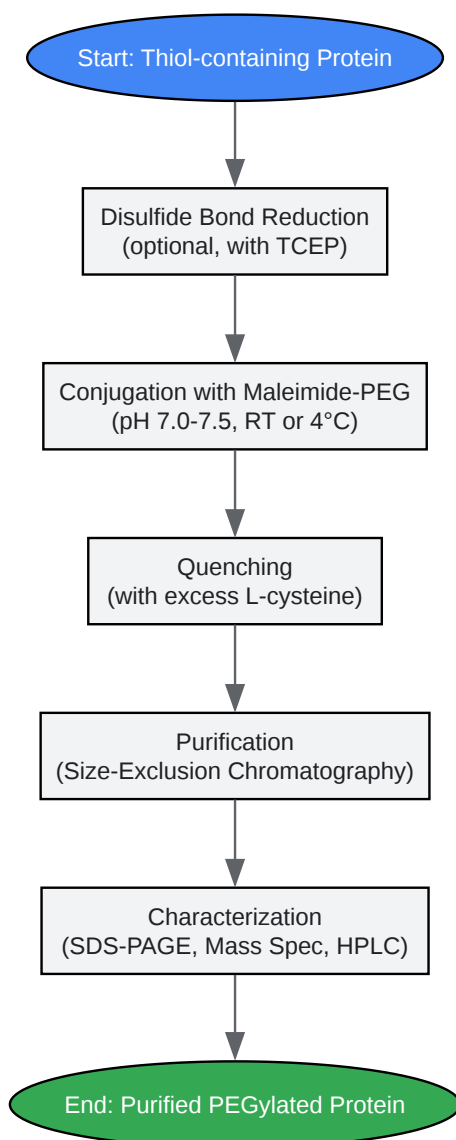 Start: Thiol-containing Protein
Disulfide Bond Reduction
(optional, with TCEP)
Conjugation with Maleimide-PEG
(pH 7.0-7.5, RT or 4°C)
Quenching
(with excess L-cysteine)
Purification
(Size-Exclusion Chromatography)
Characterization
(SDS-PAGE, Mass Spec, HPLC)
End: Purified PEGylated Protein